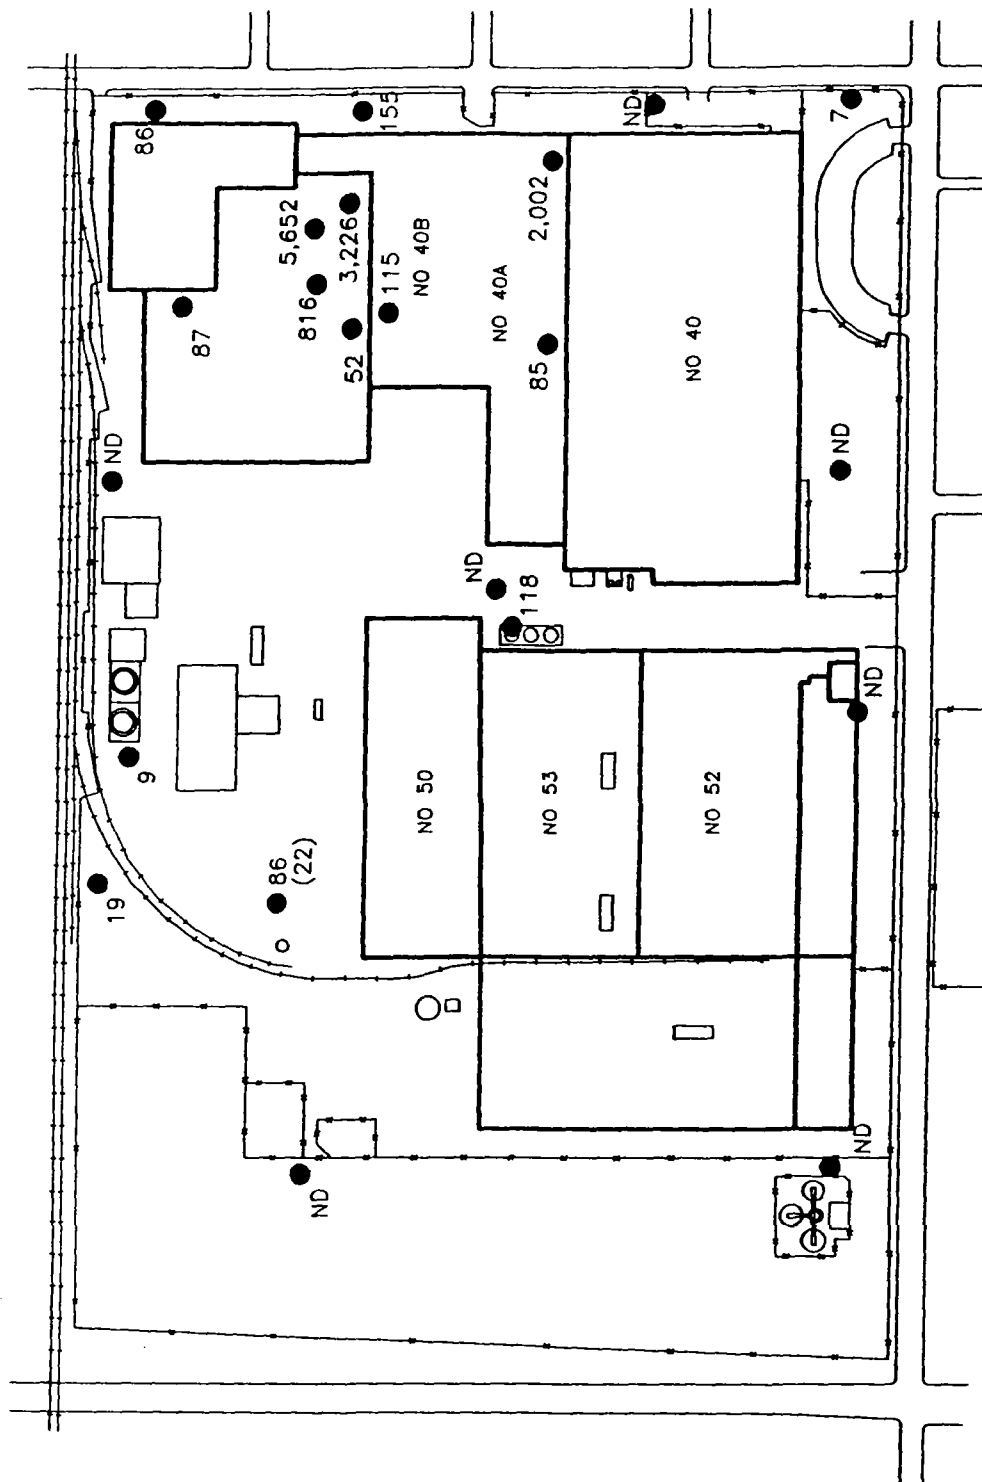 86
155
ND
7
5,652
3,226
2,002
816
115
NO 40B
NO 40A
87
52
85
NO 40
ND
ND
ND
118
ND
9
NO 50
NO 53
NO 52
19
86
(22)
ND
ND